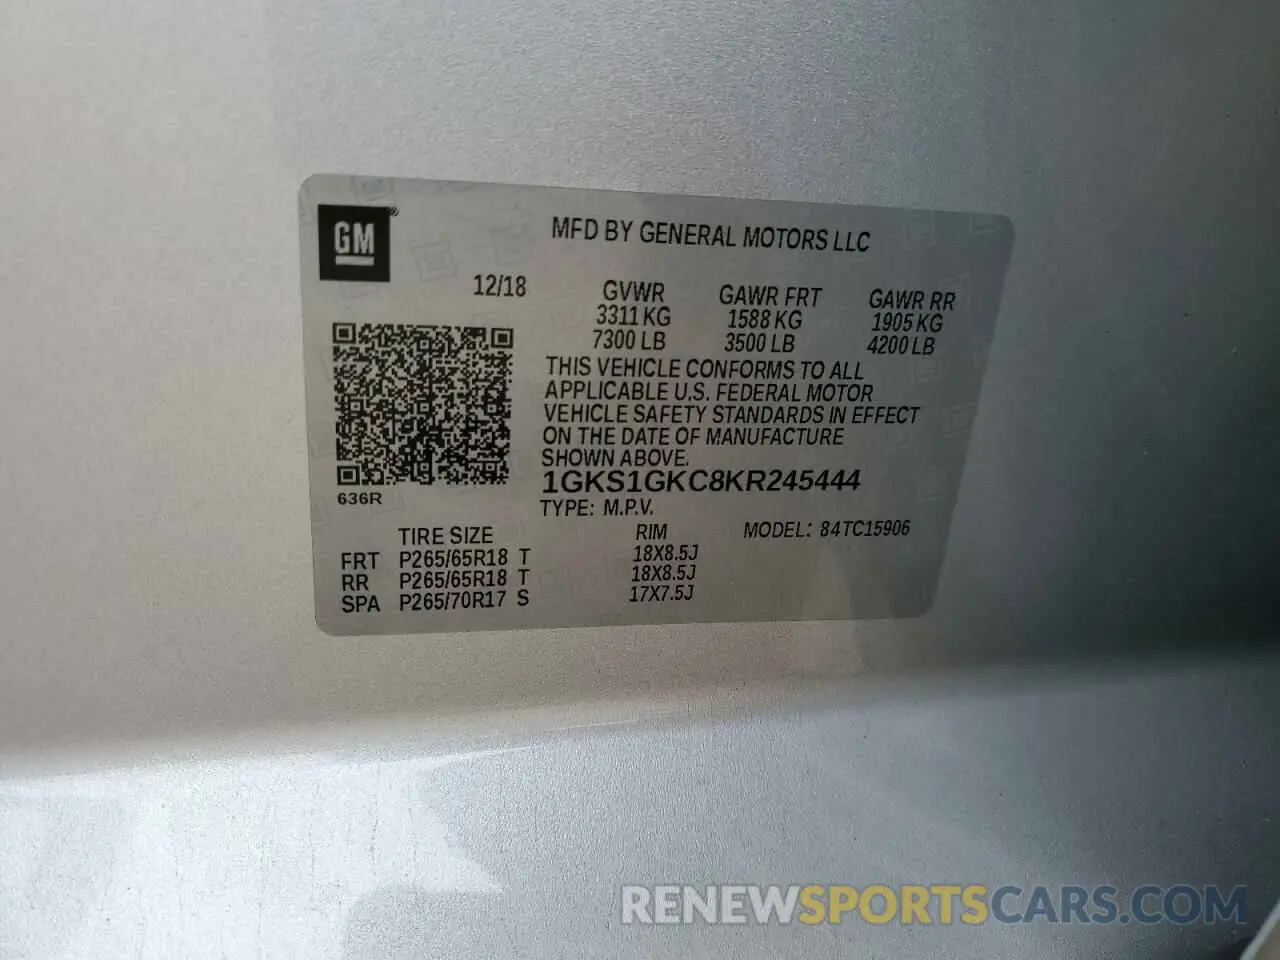 GM®
MFD BY GENERAL MOTORS LLC
12/18 GVWR GAWR FRT GAWR RR
3311 KG 1588 KG 1905 KG
7300 LB 3500 LB 4200 LB
THIS VEHICLE CONFORMS TO ALL
APPLICABLE U.S. FEDERAL MOTOR
VEHICLE SAFETY STANDARDS IN EFFECT
ON THE DATE OF MANUFACTURE
SHOWN ABOVE.
1GKS1GKC8KR245444
636R
TYPE: M.P.V.
TIRE SIZE RIM MODEL: 84TC15906
FRT P265/65R18 T 18X8.5J
RR P265/65R18 T 18X8.5J
SPA P265/70R17 S 17X7.5J
RENEWSPORTSCARS.COM